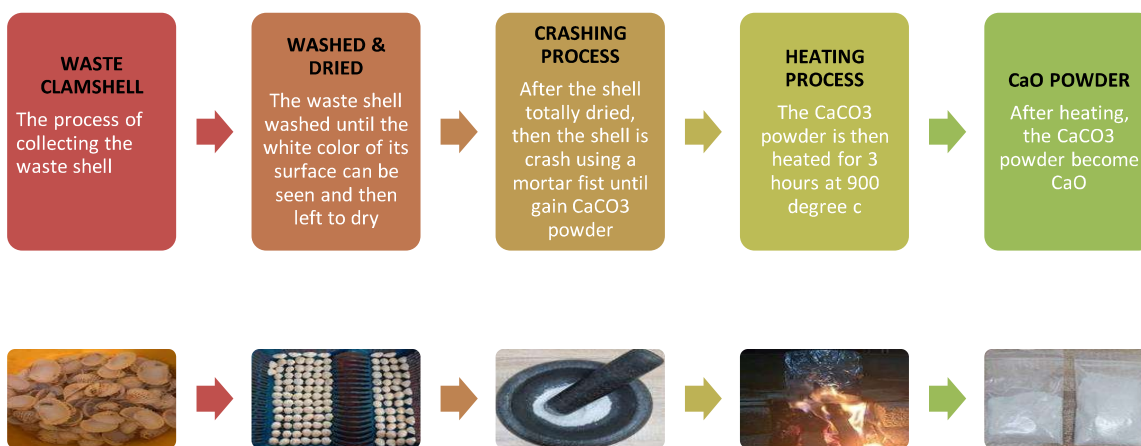 WASTE
CLAMSHELL
The process of
collecting the
waste shell
WASHED &
DRIED
The waste shell
washed until the
white color of its
surface can be
seen and then
left to dry
CRASHING
PROCESS
After the shell
totally dried,
then the shell is
crash using a
mortar fist until
gain CaCO3
powder
HEATING
PROCESS
The CaCO3
powder is then
heated for 3
hours at 900
degree c
CaO POWDER
After heating,
the CaCO3
powder become
CaO